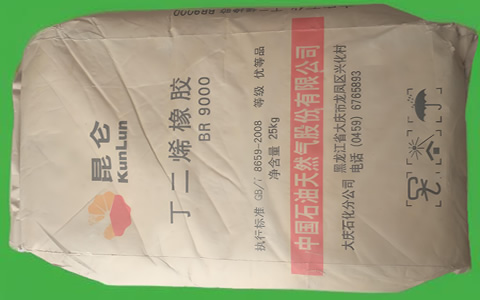 昆仑
KunLun
丁二烯橡胶
BR 9000
执行标准 GB/T 8659-2008 等级 优等品
净含量 25kg
中国石油天然气股份有限公司
大庆石化分公司 黑龙江省大庆市龙凤区兴化村
电话 (0459) 6765893